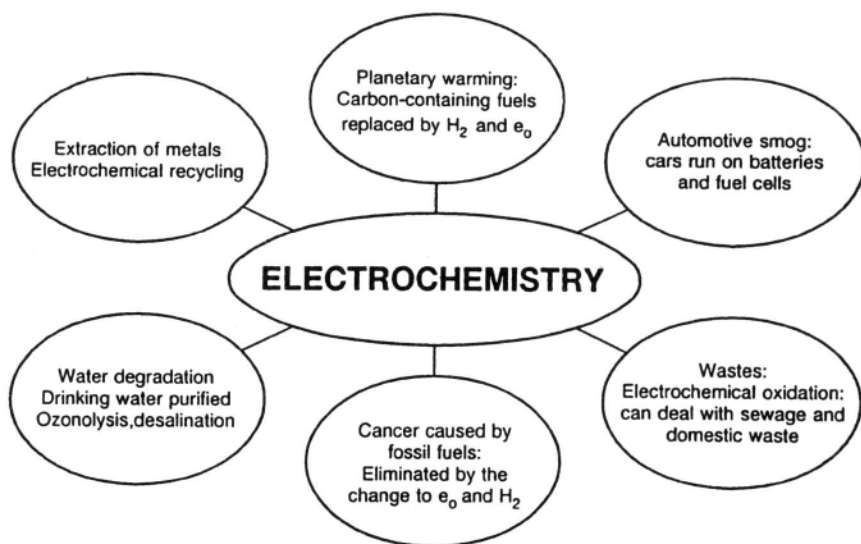 Planetary warming:
Carbon-containing fuels
replaced by H₂ and e₀
Extraction of metals
Electrochemical recycling
Automotive smog:
cars run on batteries
and fuel cells
ELECTROCHEMISTRY
Water degradation
Drinking water purified
Ozonolysis,desalination
Cancer caused by
fossil fuels:
Eliminated by the
change to e₀ and H₂
Wastes:
Electrochemical oxidation:
can deal with sewage and
domestic waste